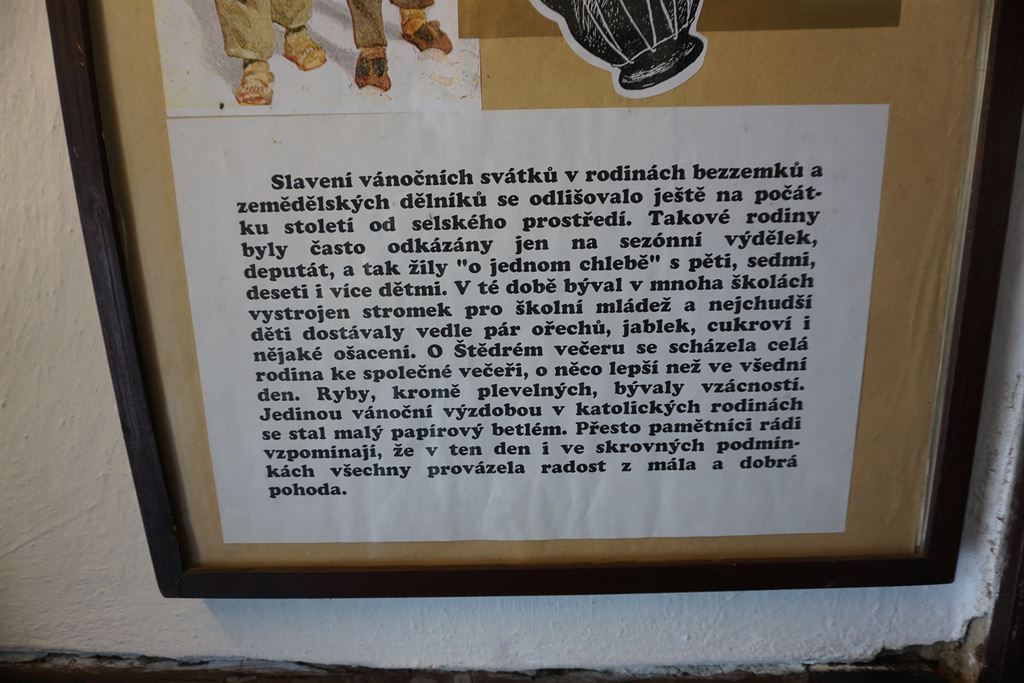 Slavení vánočních svátků v rodinách bezzemků a
zemědělských dělníků se odlišovalo ještě na počát-
ku století od selského prostředí. Takové rodiny
byly často odkázány jen na sezónní výdělek,
deputát, a tak žily "o jednom chlebě" s pěti, sedmi,
deseti i více dětmi. V té době býval v mnoha školách
vystrojen stromek pro školní mládež a nejchudší
děti dostávaly vedle pár ořechů, jablek, cukroví i
nějaké ošacení. O Štědrém večeru se scházela celá
rodina ke společné večeři, o něco lepší než ve všední
den. Ryby, kromě plevelných, bývaly vzácností.
Jedinou vánoční výzdobou v katolických rodinách
se stal malý papírový betlém. Přesto pamětníci rádi
vzpomínají, že v ten den i ve skrovných podmín-
kách všechny provázela radost z mála a dobrá
pohoda.